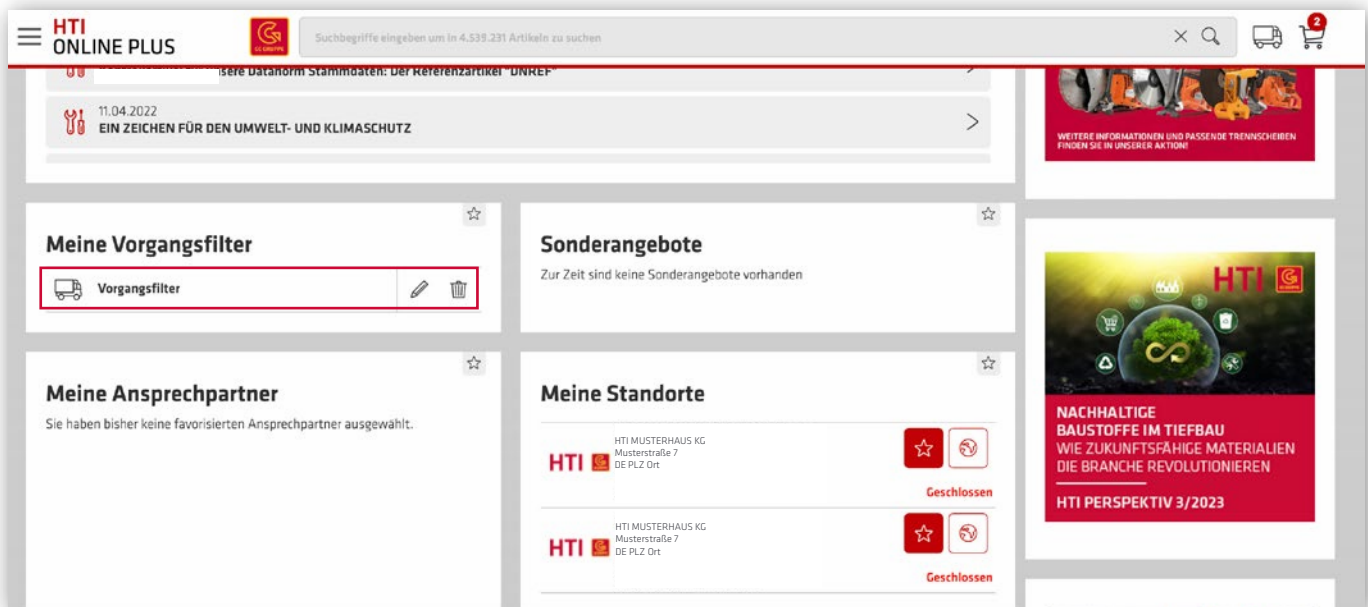 HTI
ONLINE PLUS
GC GRUPPE
Suchbegriffe eingeben um in 4.539.231 Artikeln zu suchen
2
sere Datanorm Stammdaten: Der Referenzartikel "UNREF"
11.04.2022
EIN ZEICHEN FÜR DEN UMWELT- UND KLIMASCHUTZ
WEITERE INFORMATIONEN UND PASSENDE TRENNSCHEIBEN
FINDEN SIE IN UNSERER AKTION!
Meine Vorgangsfilter
Vorgangsfilter
Sonderangebote
Zur Zeit sind keine Sonderangebote vorhanden
Meine Ansprechpartner
Sie haben bisher keine favorisierten Ansprechpartner ausgewählt.
Meine Standorte
HTI
HTI MUSTERHAUS KG
Musterstraße 7
DE PLZ Ort
Geschlossen
HTI
HTI MUSTERHAUS KG
Musterstraße 7
DE PLZ Ort
Geschlossen
HTI
NACHHALTIGE
BAUSTOFFE IM TIEFBAU
WIE ZUKUNFTSFÄHIGE MATERIALIEN
DIE BRANCHE REVOLUTIONIEREN
HTI PERSPEKTIV 3/2023